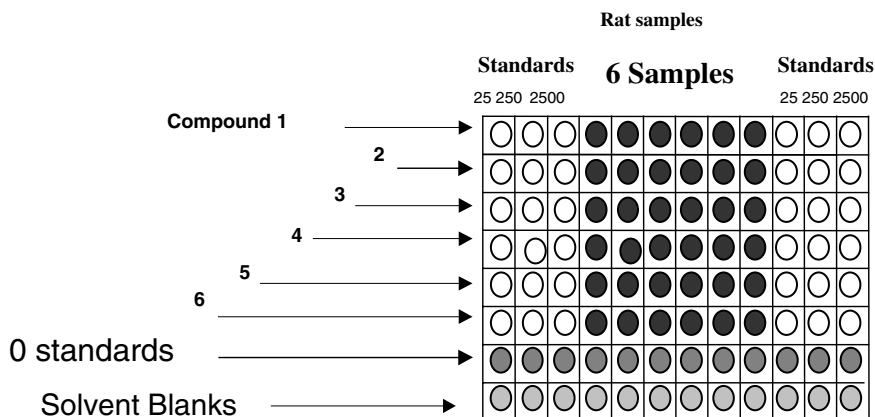 Rat samples
Standards 6 Samples Standards
25 250 2500 25 250 2500
Compound 1
2
3
4
5
6
0 standards
Solvent Blanks